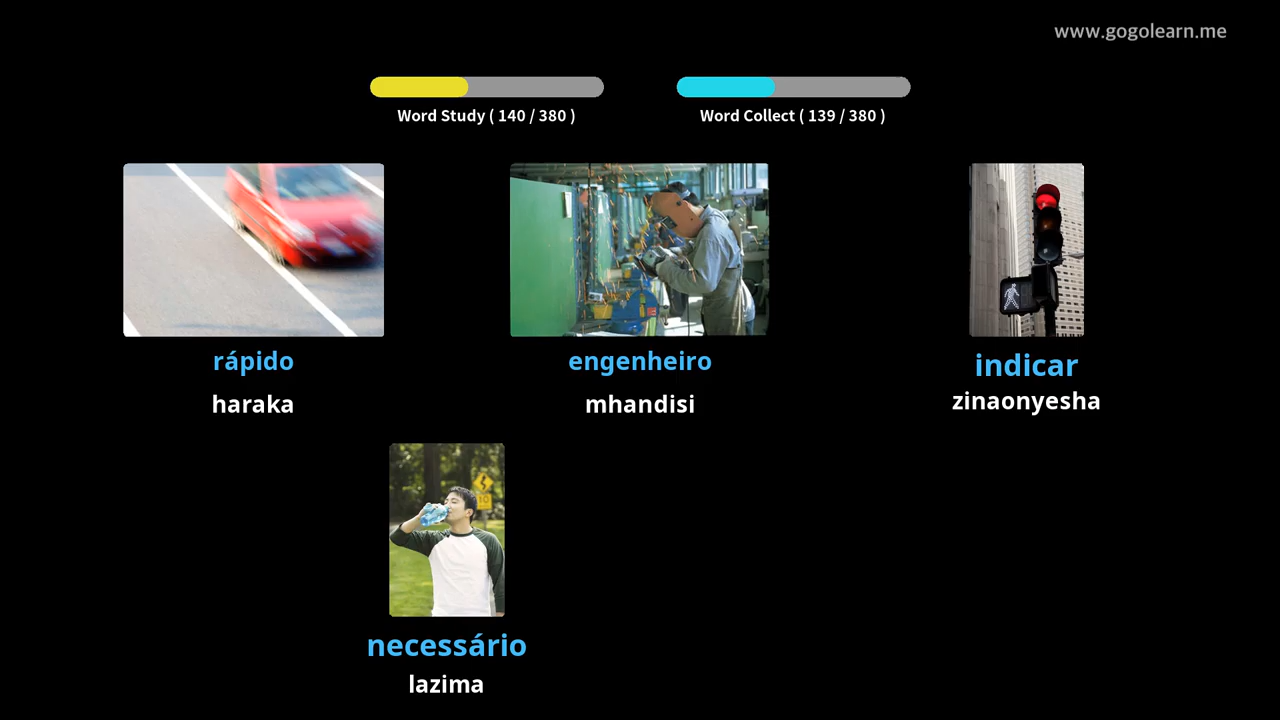 www.gogolearn.me
Word Study ( 140 / 380 )
Word Collect ( 139 / 380 )
rápido
haraka
engenheiro
mhandisi
indicar
zinaonyesha
necessário
lazima